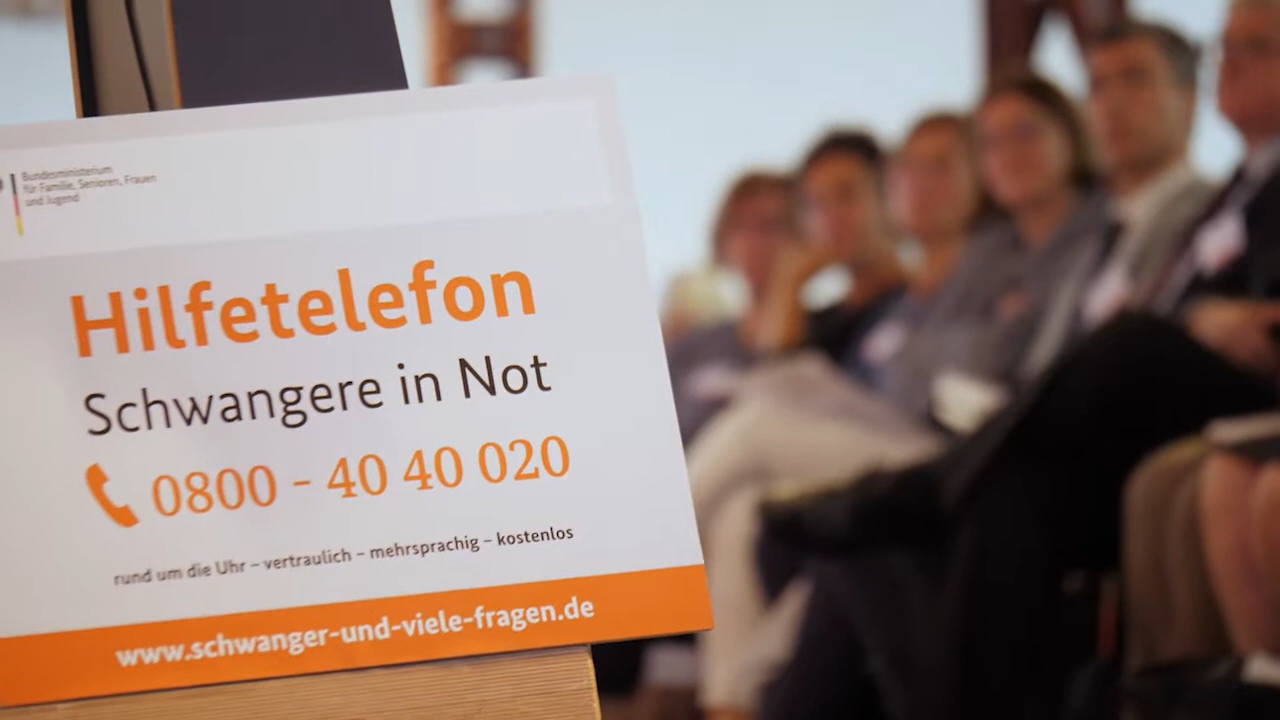 Bundesministerium
für Familie, Senioren, Frauen
und Jugend
Hilfetelefon
Schwangere in Not
0800 - 40 40 020
rund um die Uhr – vertraulich – mehrsprachig – kostenlos
www.schwanger-und-viele-fragen.de